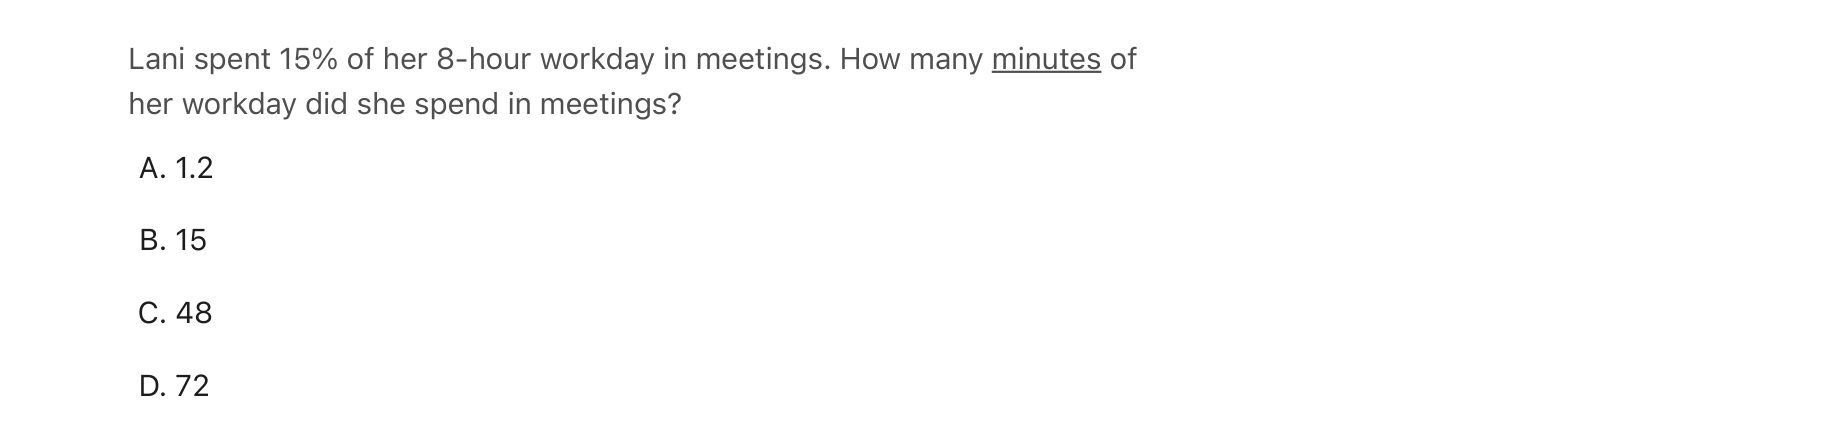 Lani spent 15% of her 8-hour workday in meetings. How many minutes of
her workday did she spend in meetings?
A. 1.2
B. 15
C. 48
D. 72